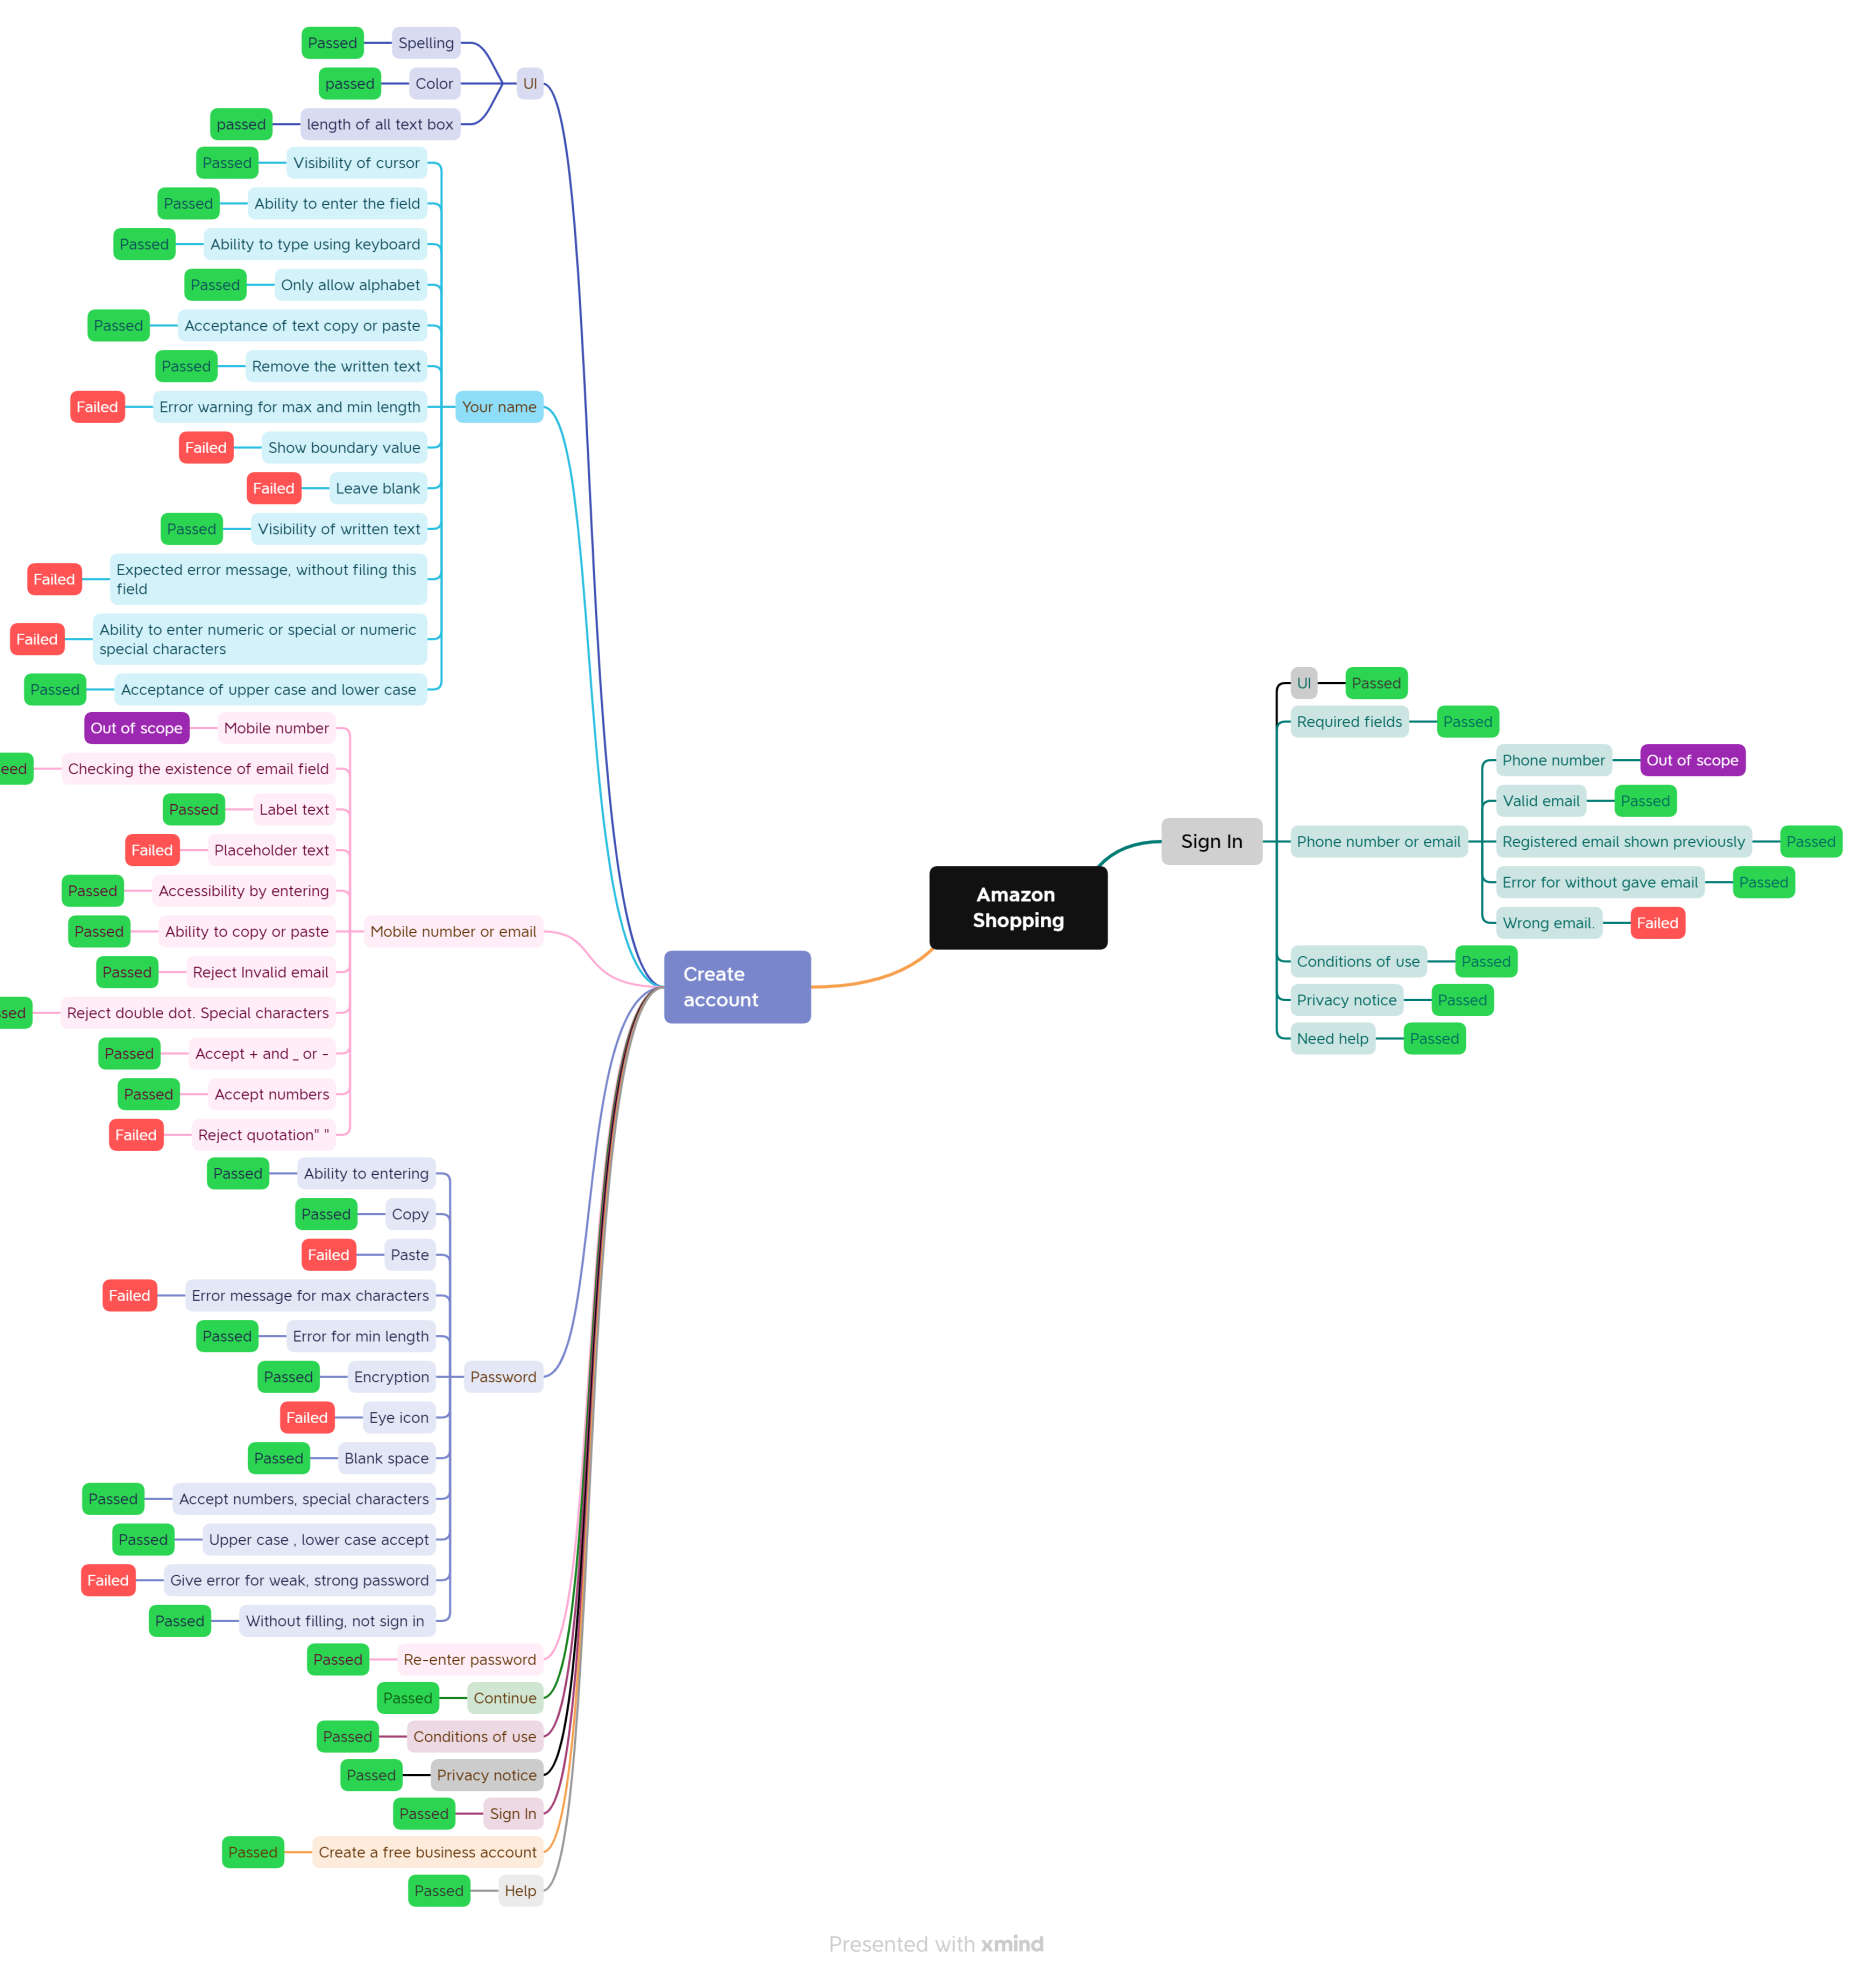 Passed Spelling
passed Color
UI
passed length of all text box
Passed Visibility of cursor
Passed Ability to enter the field
Passed Ability to type using keyboard
Passed Only allow alphabet
Passed Acceptance of text copy or paste
Passed Remove the written text
Failed Error warning for max and min length
Your name
Failed Show boundary value
Failed Leave blank
Passed Visibility of written text
Failed Expected error message, without filing this
field
Failed Ability to enter numeric or special or numeric
special characters
Passed Acceptance of upper case and lower case
Out of scope Mobile number
eed Checking the existence of email field
Passed Label text
Failed Placeholder text
Passed Accessibility by entering
Passed Ability to copy or paste
Mobile number or email
Passed Reject Invalid email
ssed Reject double dot. Special characters
Passed Accept + and _ or -
Passed Accept numbers
Failed Reject quotation" "
Passed Ability to entering
Passed Copy
Failed Paste
Failed Error message for max characters
Passed Error for min length
Passed Encryption
Password
Failed Eye icon
Passed Blank space
Passed Accept numbers, special characters
Passed Upper case , lower case accept
Failed Give error for weak, strong password
Passed Without filling, not sign in
Passed Re-enter password
Passed Continue
Passed Conditions of use
Passed Privacy notice
Passed Sign In
Passed Create a free business account
Passed Help
Create
account
Amazon
Shopping
Sign In
UI Passed
Required fields Passed
Phone number or email
Phone number Out of scope
Valid email Passed
Registered email shown previously Passed
Error for without gave email Passed
Wrong email. Failed
Conditions of use Passed
Privacy notice Passed
Need help Passed
Presented with xmind